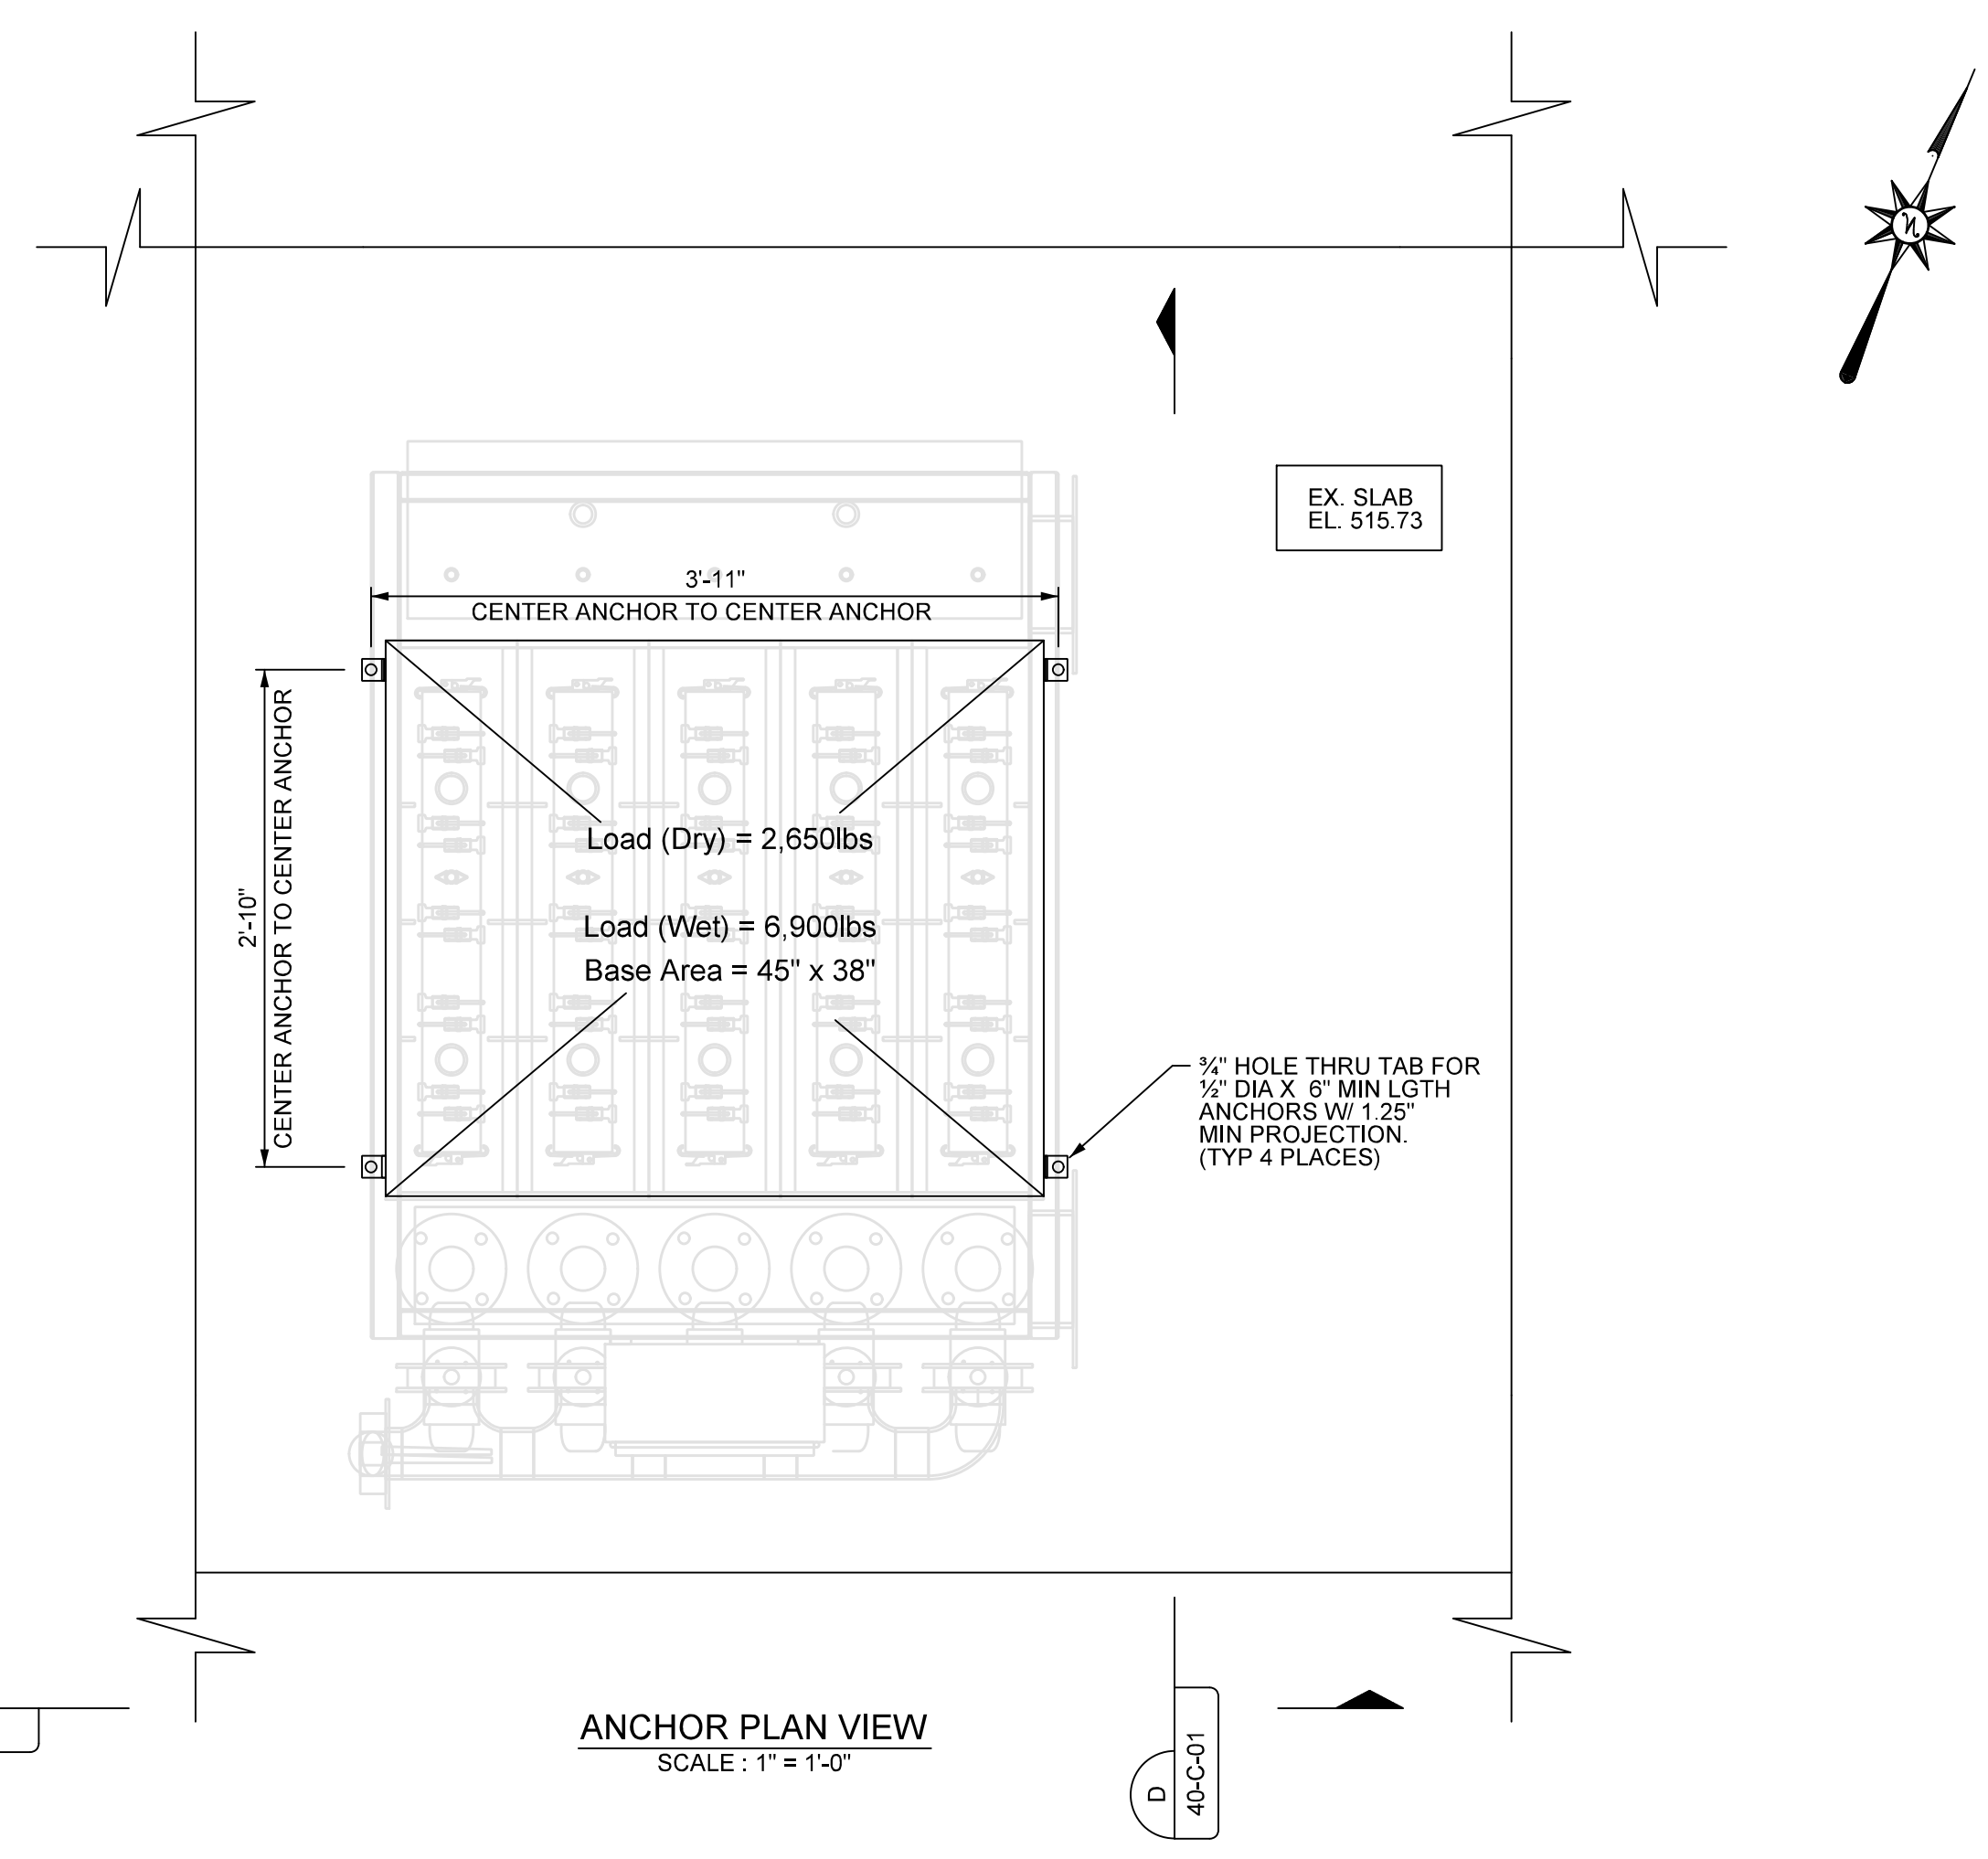 N
EX. SLAB
EL. 515.73
3'-11"
CENTER ANCHOR TO CENTER ANCHOR
2'-10"
CENTER ANCHOR TO CENTER ANCHOR
Load (Dry) = 2,650lbs
Load (Wet) = 6,900lbs
Base Area = 45" x 38"
¾" HOLE THRU TAB FOR
½" DIA X 6" MIN LGTH
ANCHORS W/ 1.25"
MIN PROJECTION.
(TYP 4 PLACES)
ANCHOR PLAN VIEW
SCALE : 1" = 1'-0"
D
40-C-01